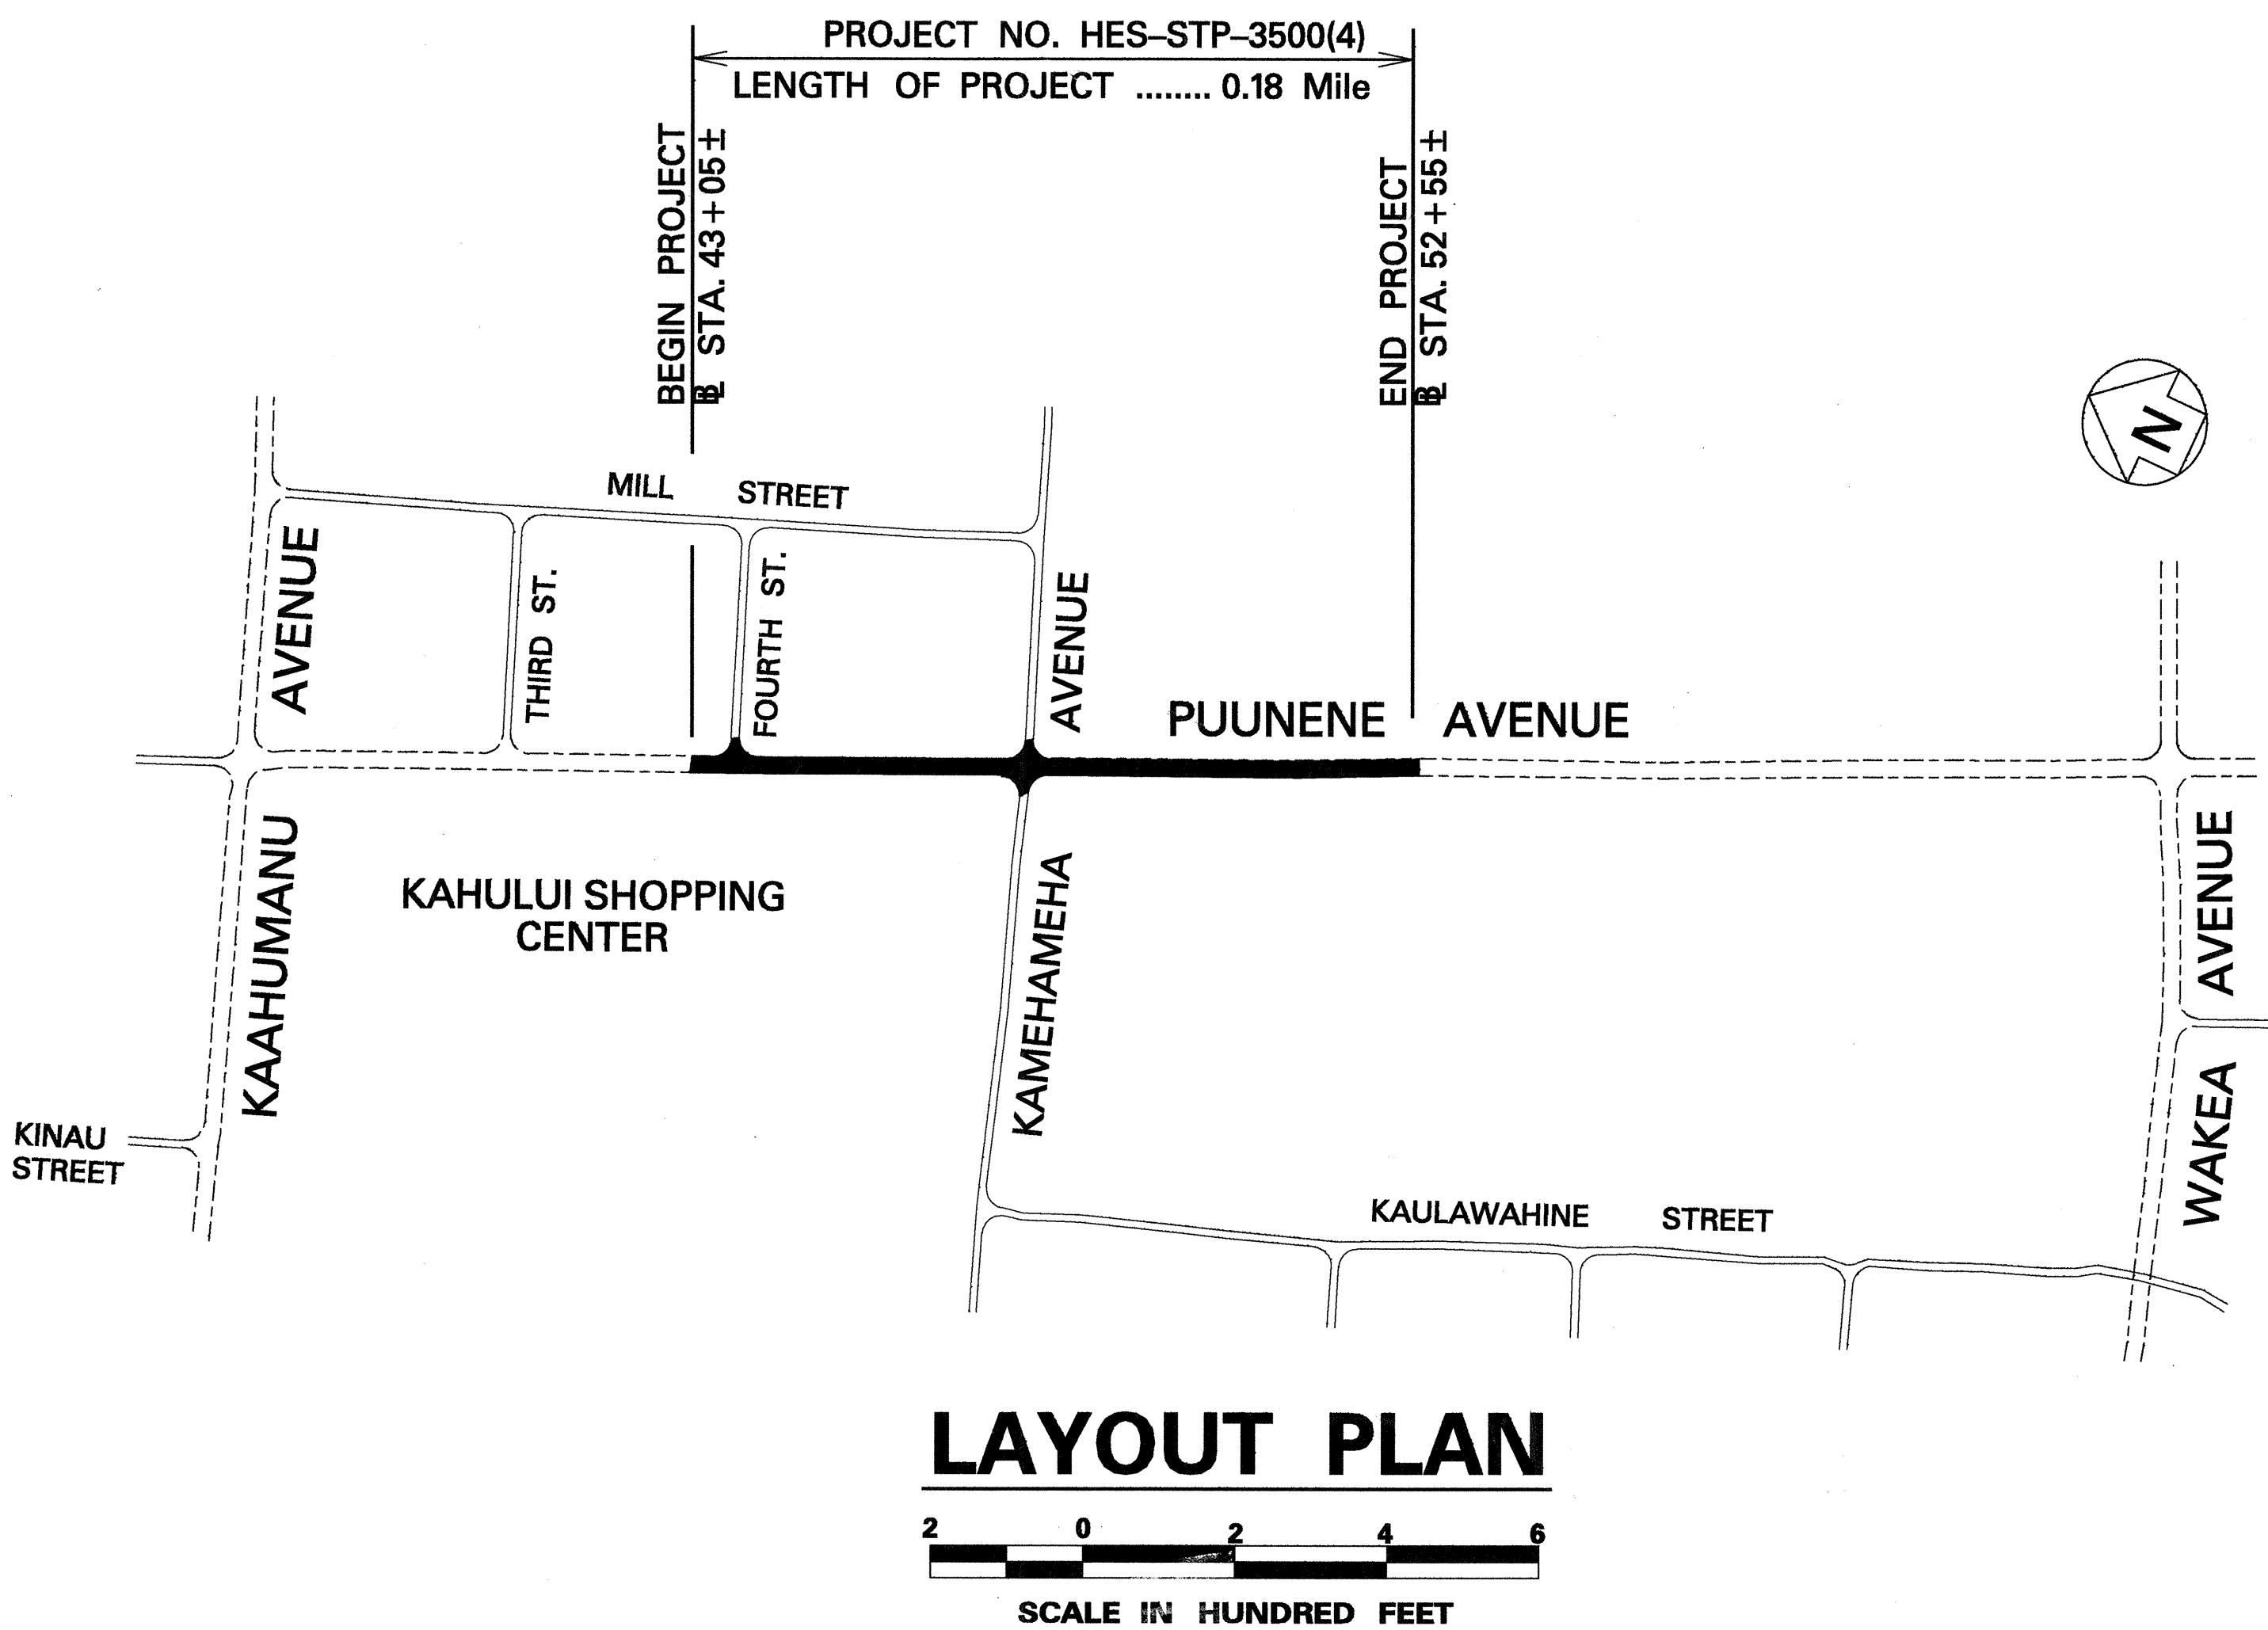 PROJECT NO. HES–STP–3500(4)
LENGTH OF PROJECT ........ 0.18 Mile
BEGIN PROJECT
BL STA. 43+05±
END PROJECT
BL STA. 52+55±
N
MILL STREET
AVENUE
THIRD ST.
FOURTH ST.
AVENUE
PUUNENE AVENUE
KAAHUMANU
KAHULUI SHOPPING
CENTER
KAMEHAMEHA
AVENUE
WAKEA
KINAU
STREET
KAULAWAHINE STREET
LAYOUT PLAN
2 0 2 4 6
SCALE IN HUNDRED FEET